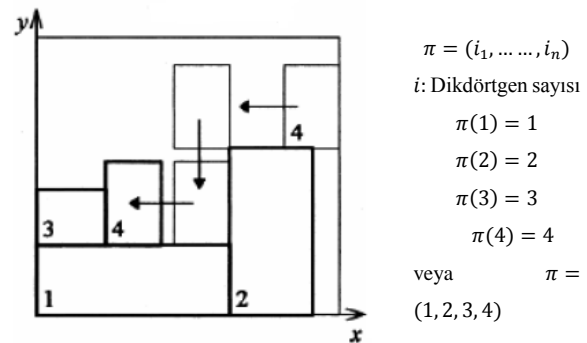 y
4
3
4
1
2
x
π = (i₁, … …, iₙ)
i: Dikdörtgen sayısı
π(1) = 1
π(2) = 2
π(3) = 3
π(4) = 4
veya π =
(1, 2, 3, 4)